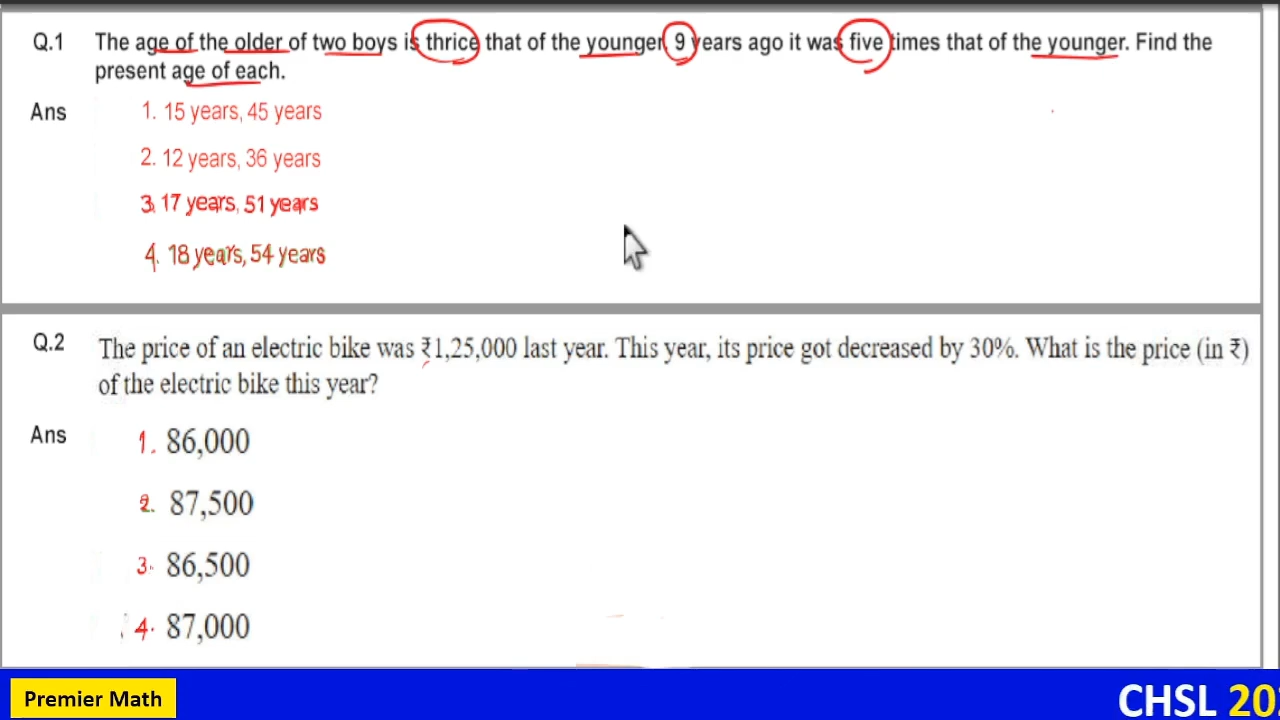 Q.1 The age of the older of two boys is thrice that of the younger, 9 years ago it was five times that of the younger. Find the
present age of each.
Ans 1. 15 years, 45 years
2. 12 years, 36 years
3. 17 years, 51 years
4. 18 years, 54 years
Q.2 The price of an electric bike was ₹1,25,000 last year. This year, its price got decreased by 30%. What is the price (in ₹)
of the electric bike this year?
Ans 1. 86,000
2. 87,500
3. 86,500
4. 87,000
Premier Math CHSL